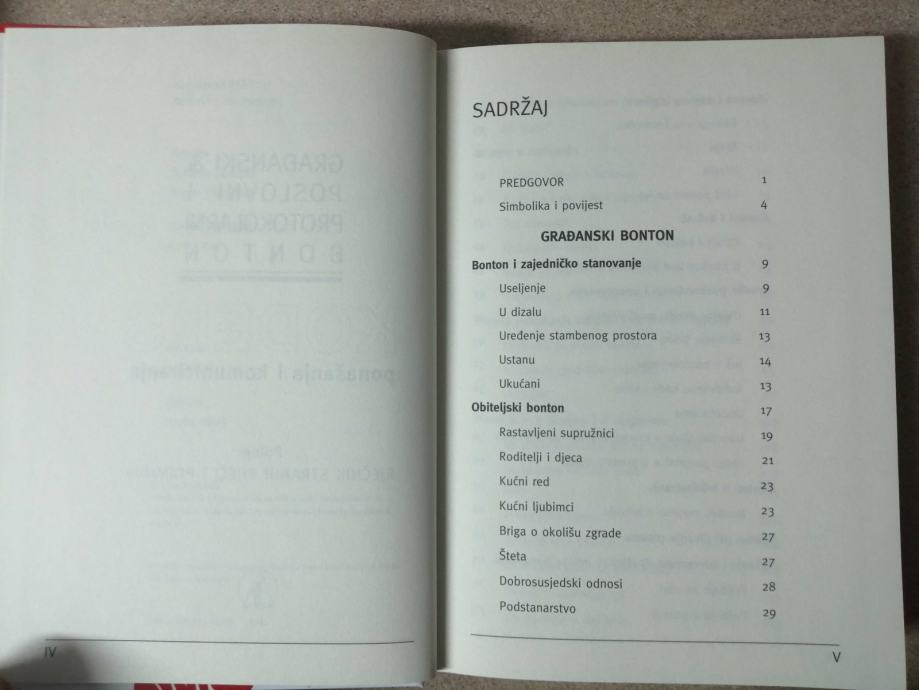 SADRŽAJ
PREDGOVOR 1
Simbolika i povijest 4
GRAĐANSKI BONTON
Bonton i zajedničko stanovanje 9
Useljenje 9
U dizalu 11
Uređenje stambenog prostora 13
Ustanu 14
Ukućani 13
Obiteljski bonton 17
Rastavljeni supružnici 19
Roditelji i djeca 21
Kućni red 23
Kućni ljubimci 23
Briga o okolišu zgrade 27
Šteta 27
Dobrosusjedski odnosi 28
Podstanarstvo 29
IV
V